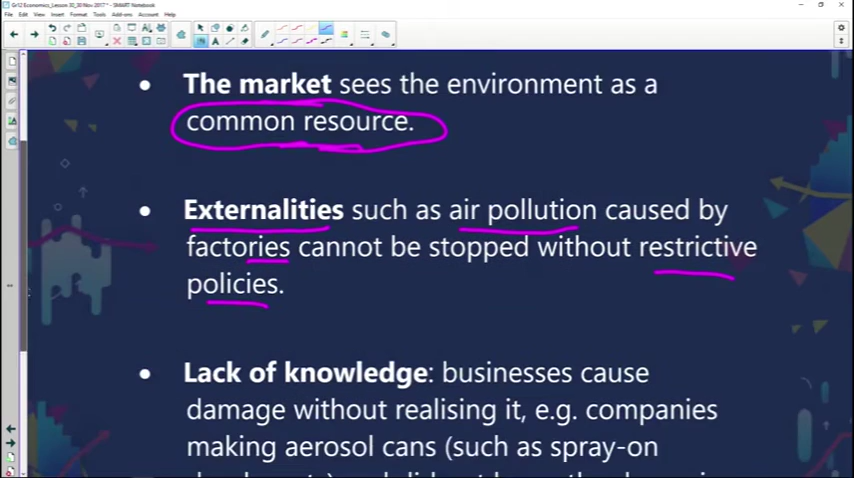 Gr12 Economics_Lesson 30_30 Nov 2017 * - SMART Notebook
File Edit View Insert Format Tools Add-ons Account Help
• The market sees the environment as a
common resource.
• Externalities such as air pollution caused by
factories cannot be stopped without restrictive
policies.
• Lack of knowledge: businesses cause
damage without realising it, e.g. companies
making aerosol cans (such as spray-on